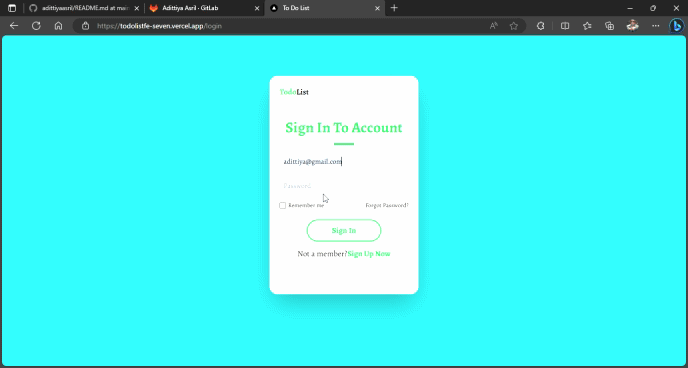 adittiyaasril/README.md at main
Adittiya Asril · GitLab
To Do List
https://todolistfe-seven.vercel.app/login
TodoList
Sign In To Account
adittiya@gmail.com
Password
Remember me
Forgot Password?
Sign In
Not a member?Sign Up Now